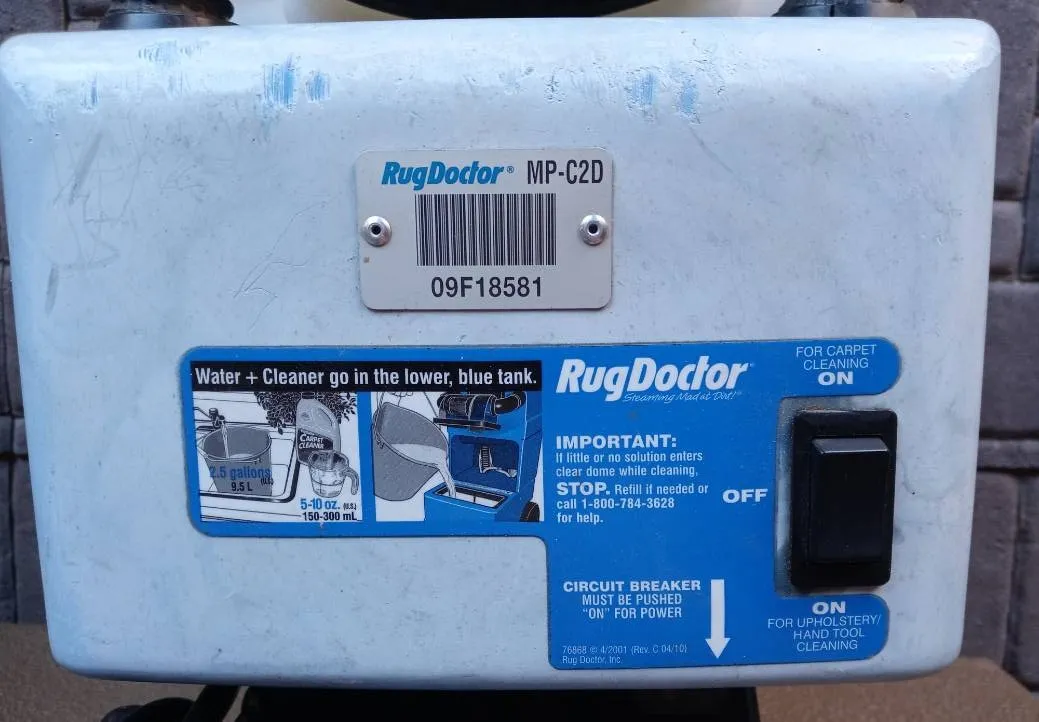 RugDoctor® MP-C2D
09F18581
Water + Cleaner go in the lower, blue tank.
CARPET
CLEANER
2.5 gallons (U.S.)
9.5 L
5-10 oz. (U.S.)
150-300 mL
RugDoctor®
Steaming Mad at Dirt!®
IMPORTANT:
If little or no solution enters
clear dome while cleaning,
STOP. Refill if needed or
call 1-800-784-3628
for help.
FOR CARPET
CLEANING
ON
OFF
ON
FOR UPHOLSTERY/
HAND TOOL
CLEANING
CIRCUIT BREAKER
MUST BE PUSHED
"ON" FOR POWER
76868 © 4/2001 (Rev. C 04/10)
Rug Doctor, Inc.